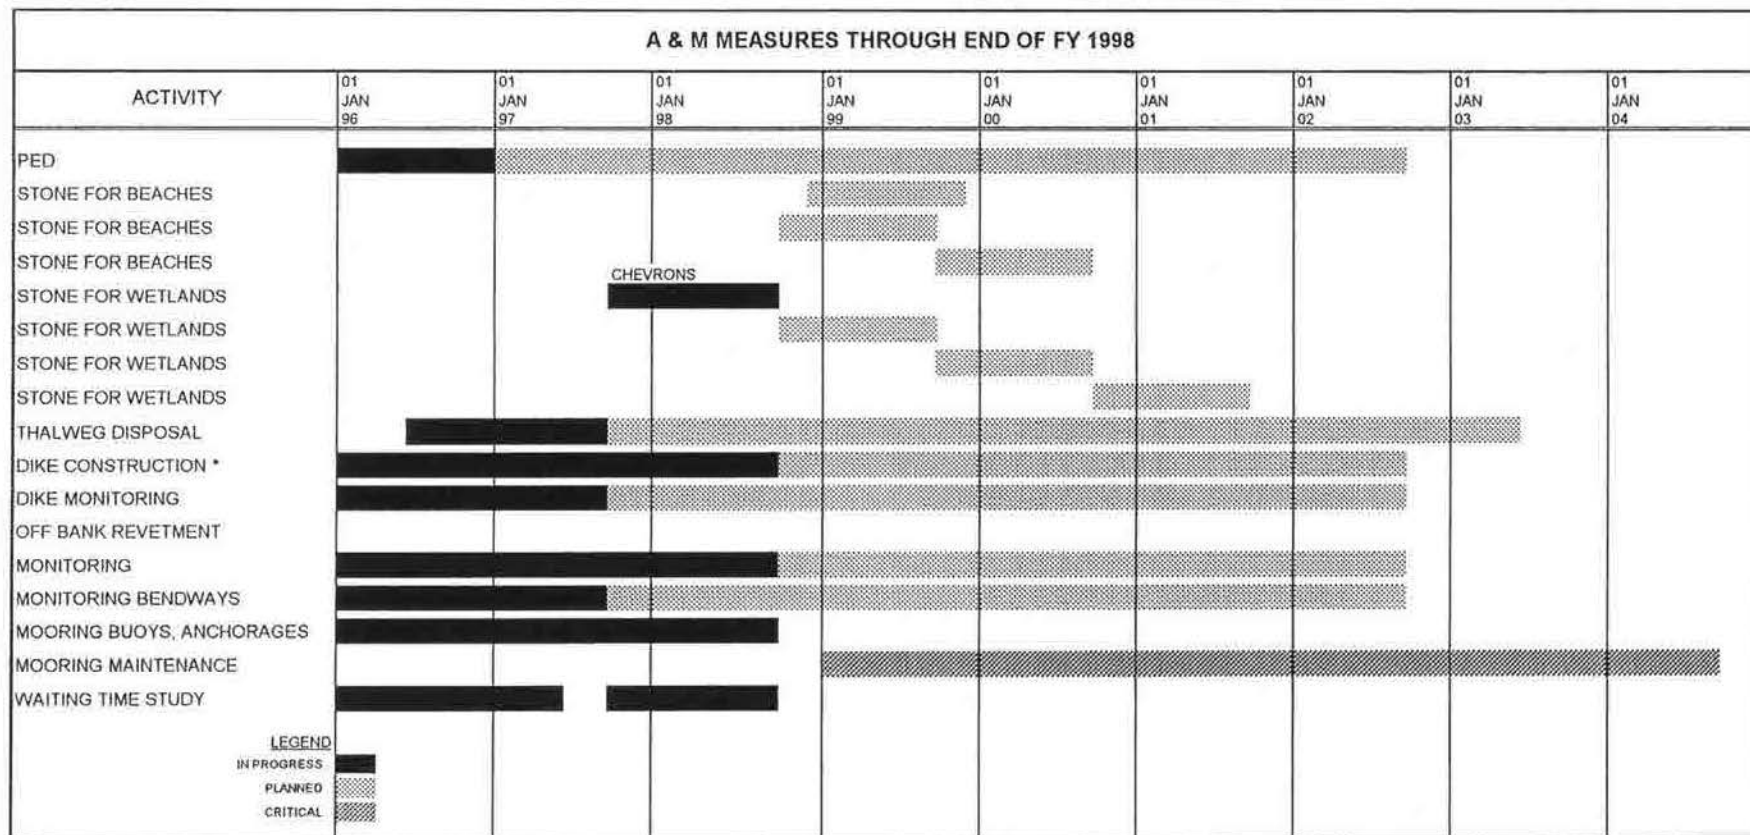 A & M MEASURES THROUGH END OF FY 1998
ACTIVITY
01 JAN 96
01 JAN 97
01 JAN 98
01 JAN 99
01 JAN 00
01 JAN 01
01 JAN 02
01 JAN 03
01 JAN 04
PED
STONE FOR BEACHES
STONE FOR BEACHES
STONE FOR BEACHES
CHEVRONS
STONE FOR WETLANDS
STONE FOR WETLANDS
STONE FOR WETLANDS
STONE FOR WETLANDS
THALWEG DISPOSAL
DIKE CONSTRUCTION *
DIKE MONITORING
OFF BANK REVETMENT
MONITORING
MONITORING BENDWAYS
MOORING BUOYS, ANCHORAGES
MOORING MAINTENANCE
WAITING TIME STUDY
LEGEND
IN PROGRESS
PLANNED
CRITICAL